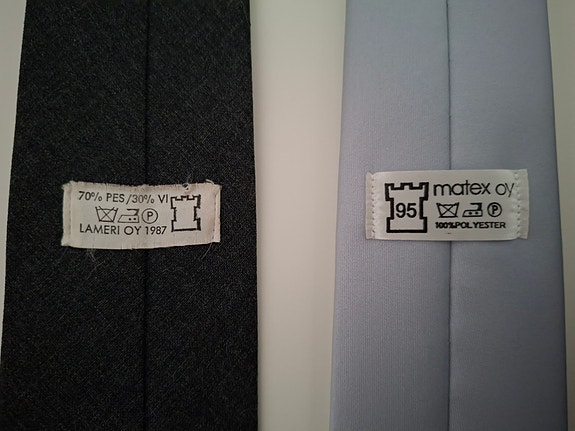 70% PES/30% VI
P
LAMERI OY 1987
95
matex oy
P
100%POLYESTER